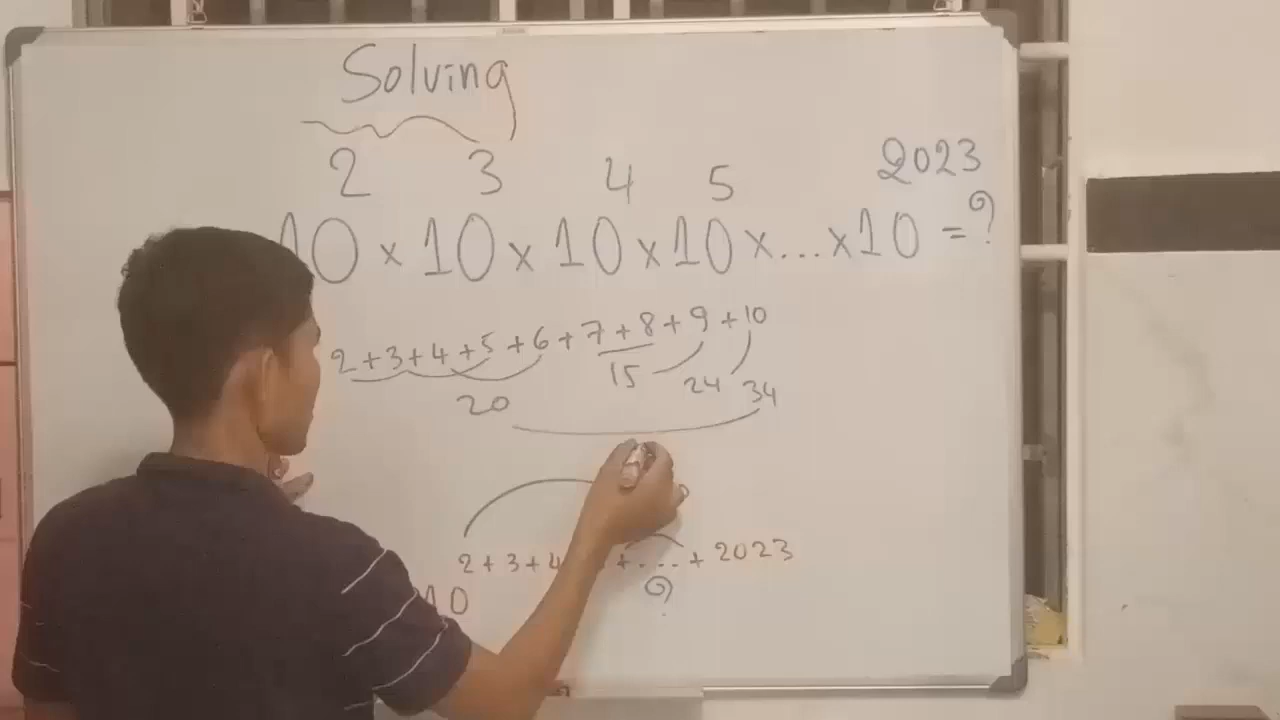 Solving
2 3 4 5 2023
10 × 10 × 10 × 10 × ... × 10 = ?
2 + 3 + 4 + 5 + 6 + 7 + 8 + 9 + 10
15 24 34
20
2 + 3 + 4 + ... + 2023
10 ?